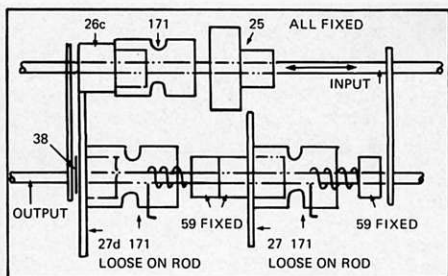 26c 171 25 ALL FIXED
INPUT
38
OUTPUT
59 FIXED 59 FIXED
27d 171 27 171
LOOSE ON ROD LOOSE ON ROD